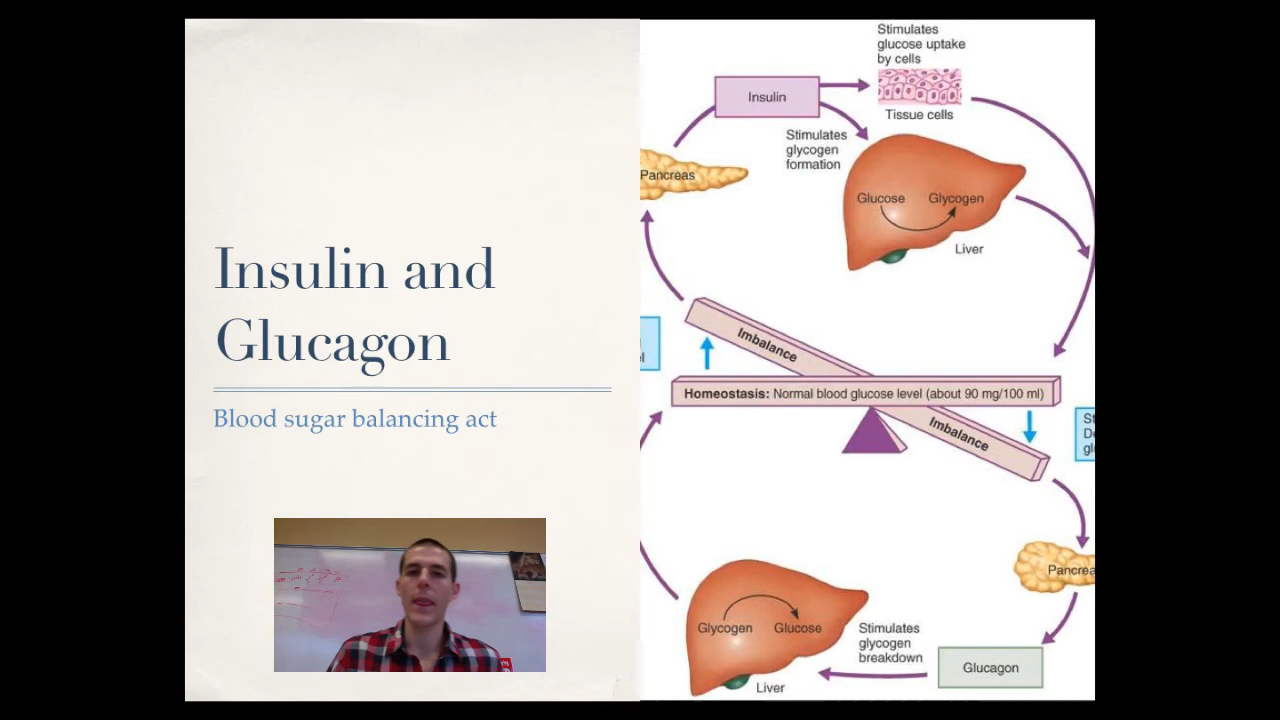 Insulin and
Glucagon
Blood sugar balancing act
Stimulates
glucose uptake
by cells
Insulin
Tissue cells
Stimulates
glycogen
formation
Pancreas
Glucose
Glycogen
Liver
Imbalance
Homeostasis: Normal blood glucose level (about 90 mg/100 ml)
Imbalance
Pancrea
Glycogen
Glucose
Stimulates
glycogen
breakdown
Glucagon
Liver